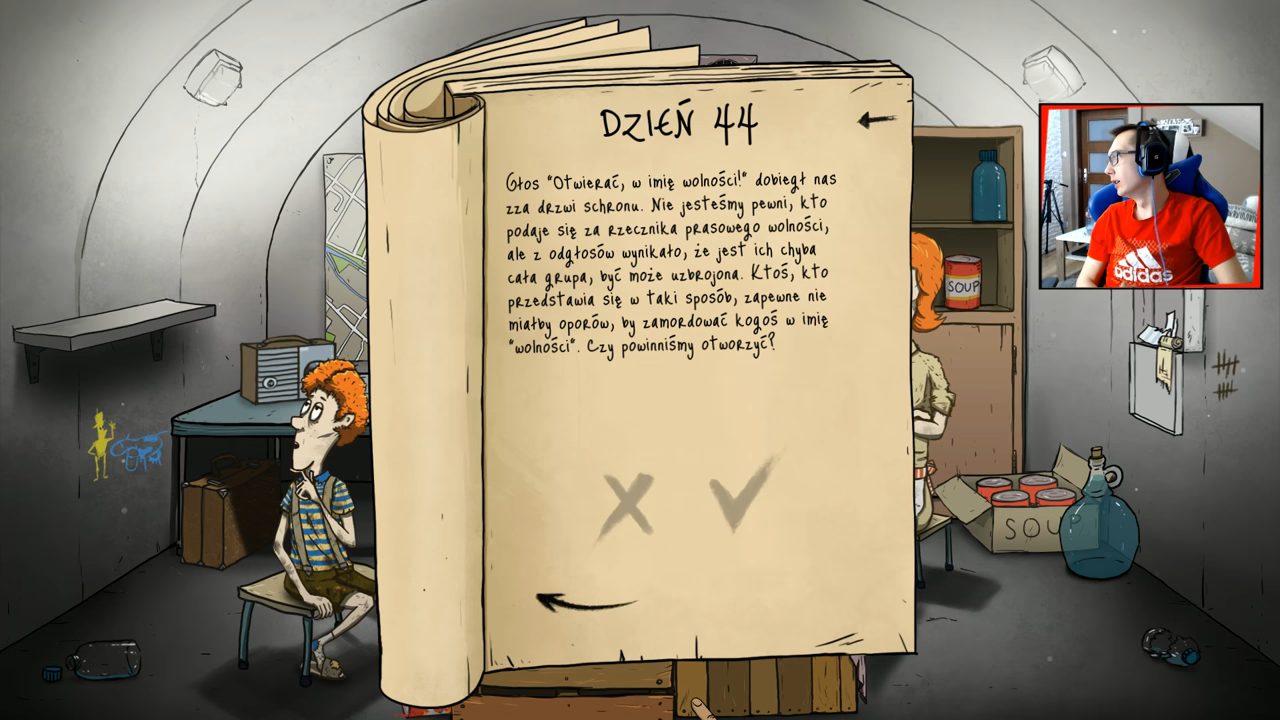 DZIEŃ 44
Głos "Otwierać, w imię wolności!" dobiegł nas
zza drzwi schronu. Nie jesteśmy pewni, kto
podaje się za rzecznika prasowego wolności,
ale z odgłosów wynikało, że jest ich chyba
cała grupa, być może uzbrojona. Ktoś, kto
przedstawia się w taki sposób, zapewne nie
miałby oporów, by zamordować kogoś w imię
"wolności". Czy powinniśmy otworzyć?
SOUP
SOUP
adidas